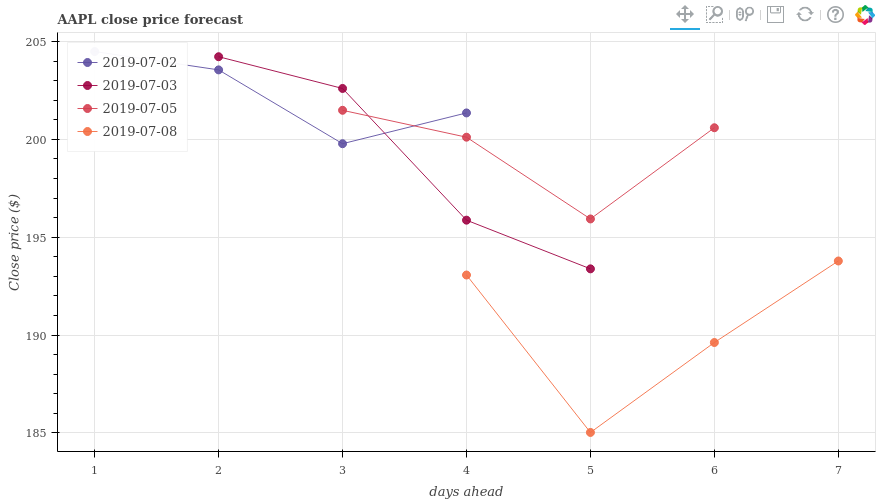 AAPL close price forecast
205
200
195
190
185
Close price ($)
2019-07-02
2019-07-03
2019-07-05
2019-07-08
1 2 3 4 5 6 7
days ahead